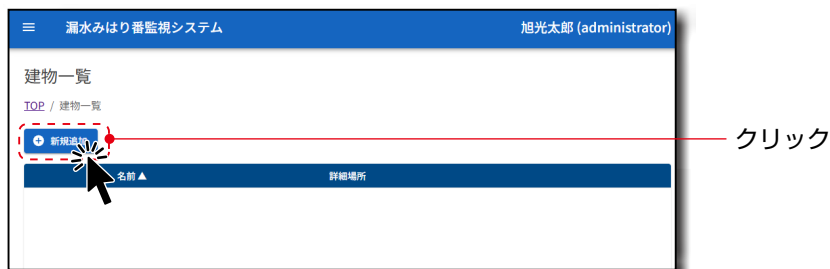 漏水みはり番監視システム 旭光太郎 (administrator)
建物一覧
TOP / 建物一覧
新規追加
クリック
名前▲ 詳細場所